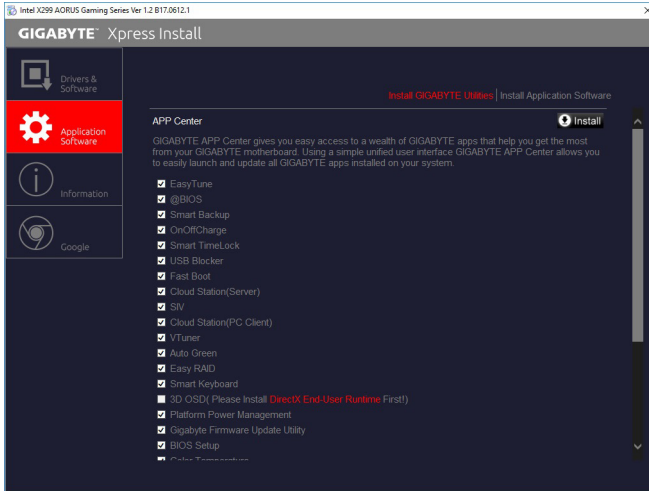 Intel X299 AORUS Gaming Series Ver 1.2 B17.0612.1
GIGABYTE™ Xpress Install
Drivers &
Software
Application
Software
Information
Google
Install GIGABYTE Utilities | Install Application Software
APP Center
Install
GIGABYTE APP Center gives you easy access to a wealth of GIGABYTE apps that help you get the most
from your GIGABYTE motherboard. Using a simple unified user interface GIGABYTE APP Center allows you
to easily launch and update all GIGABYTE apps installed on your system.
EasyTune
@BIOS
Smart Backup
OnOffCharge
Smart TimeLock
USB Blocker
Fast Boot
Cloud Station(Server)
SIV
Cloud Station(PC Client)
VTuner
Auto Green
Easy RAID
Smart Keyboard
3D OSD( Please Install DirectX End-User Runtime First!)
Platform Power Management
Gigabyte Firmware Update Utility
BIOS Setup
Color Temperature